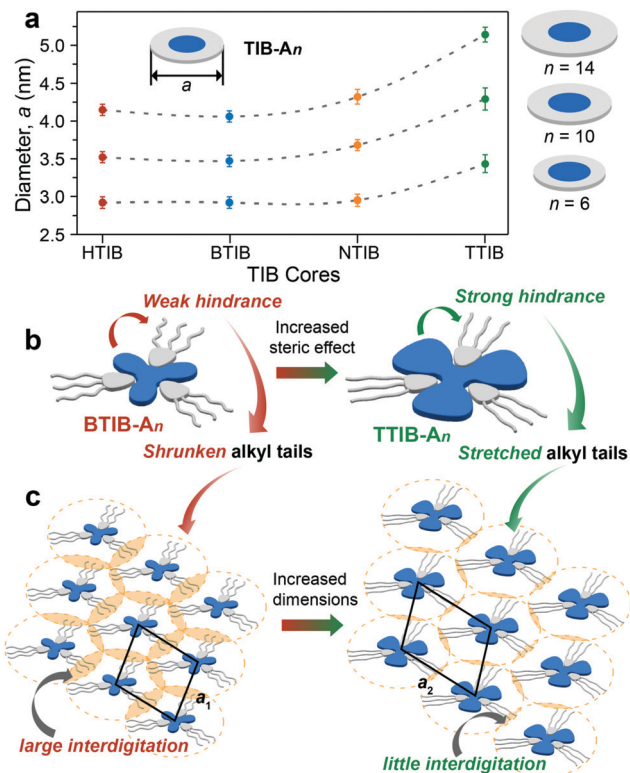 a
TIB-An
a
Diameter, a (nm)
5.0
4.5
4.0
3.5
3.0
2.5
HTIB
BTIB
NTIB
TTIB
TIB Cores
n = 14
n = 10
n = 6
b
Weak hindrance
Increased
steric effect
Strong hindrance
BTIB-An
TTIB-An
Shrunken alkyl tails
Stretched alkyl tails
c
Increased
dimensions
a1
a2
large interdigitation
little interdigitation